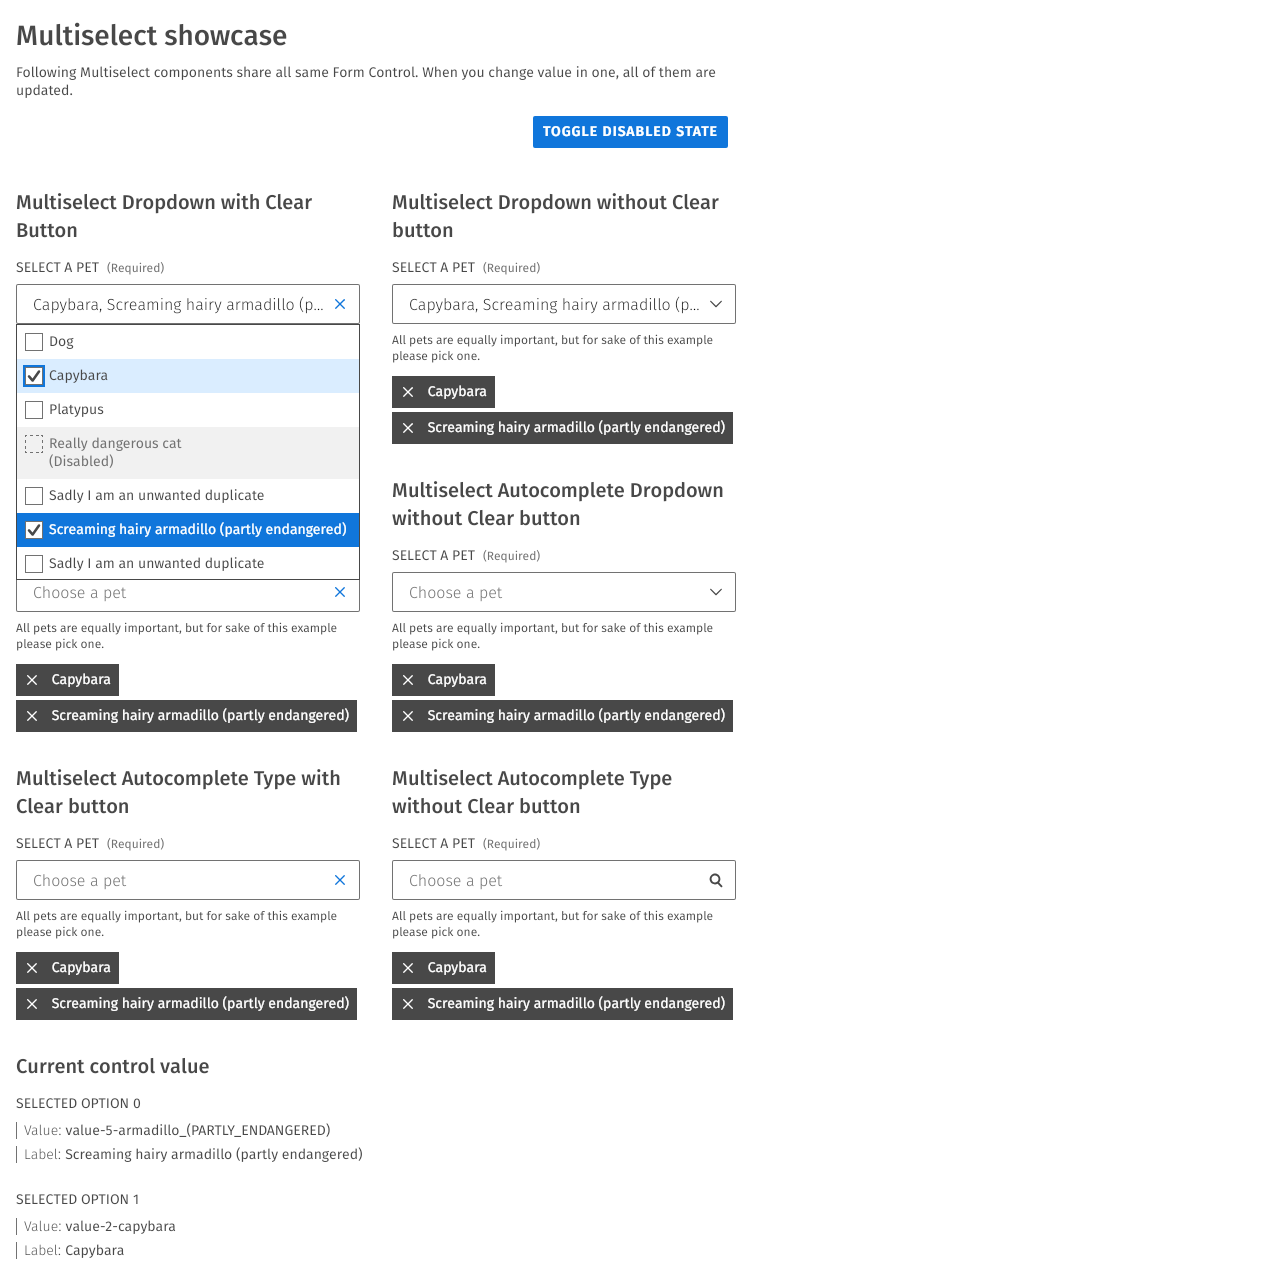 Multiselect showcase
Following Multiselect components share all same Form Control. When you change value in one, all of them are
updated.
TOGGLE DISABLED STATE
Multiselect Dropdown with Clear
Button
SELECT A PET (Required)
Capybara, Screaming hairy armadillo (p...
Dog
Capybara
Platypus
Really dangerous cat
(Disabled)
Sadly I am an unwanted duplicate
Screaming hairy armadillo (partly endangered)
Sadly I am an unwanted duplicate
Multiselect Dropdown without Clear
button
SELECT A PET (Required)
Capybara, Screaming hairy armadillo (p...
All pets are equally important, but for sake of this example
please pick one.
Capybara
Screaming hairy armadillo (partly endangered)
Choose a pet
All pets are equally important, but for sake of this example
please pick one.
Capybara
Screaming hairy armadillo (partly endangered)
Multiselect Autocomplete Dropdown
without Clear button
SELECT A PET (Required)
Choose a pet
All pets are equally important, but for sake of this example
please pick one.
Capybara
Screaming hairy armadillo (partly endangered)
Multiselect Autocomplete Type with
Clear button
SELECT A PET (Required)
Choose a pet
All pets are equally important, but for sake of this example
please pick one.
Capybara
Screaming hairy armadillo (partly endangered)
Multiselect Autocomplete Type
without Clear button
SELECT A PET (Required)
Choose a pet
All pets are equally important, but for sake of this example
please pick one.
Capybara
Screaming hairy armadillo (partly endangered)
Current control value
SELECTED OPTION 0
Value: value-5-armadillo_(PARTLY_ENDANGERED)
Label: Screaming hairy armadillo (partly endangered)
SELECTED OPTION 1
Value: value-2-capybara
Label: Capybara